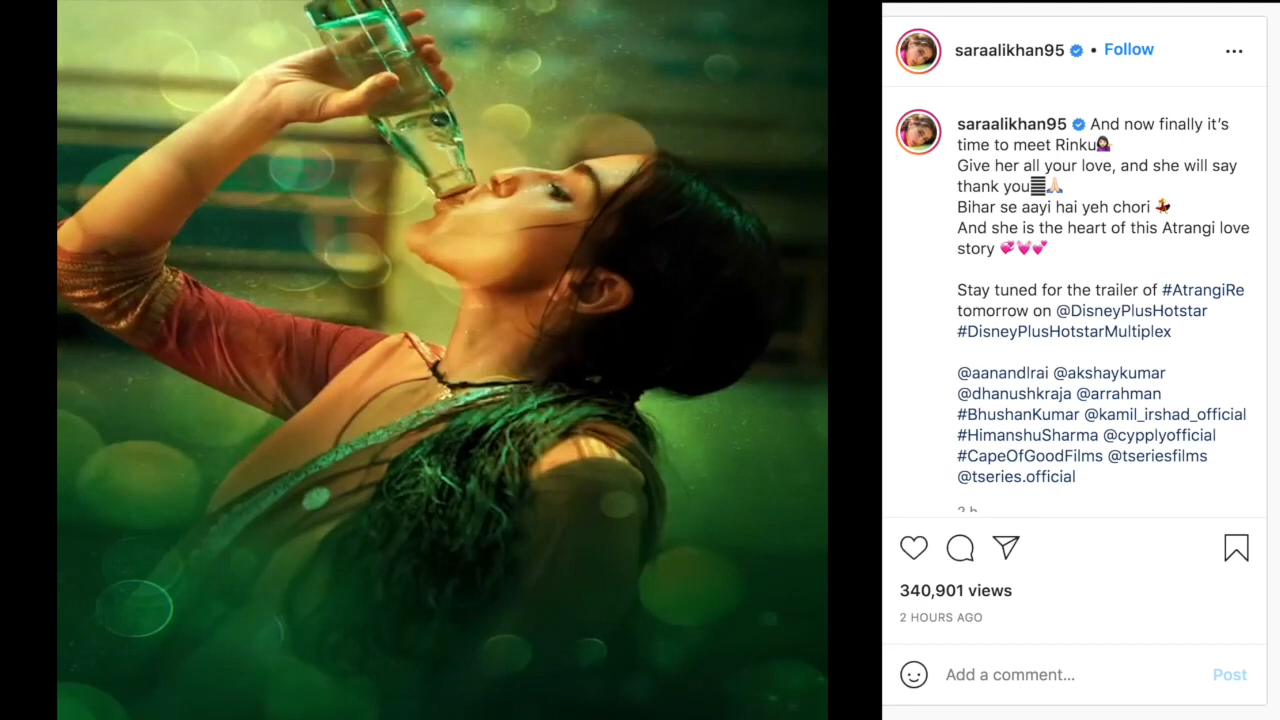 saraalikhan95 • Follow
saraalikhan95 And now finally it's
time to meet Rinku💁🏻‍♀️
Give her all your love, and she will say
thank you🙏🏻
Bihar se aayi hai yeh chori 💃
And she is the heart of this Atrangi love
story 💞💓💕
Stay tuned for the trailer of #AtrangiRe
tomorrow on @DisneyPlusHotstar
#DisneyPlusHotstarMultiplex
@aanandlrai @akshaykumar
@dhanushkraja @arrahman
#BhushanKumar @kamil_irshad_official
#HimanshuSharma @cypplyofficial
#CapeOfGoodFilms @tseriesfilms
@tseries.official
340,901 views
2 HOURS AGO
Add a comment... Post